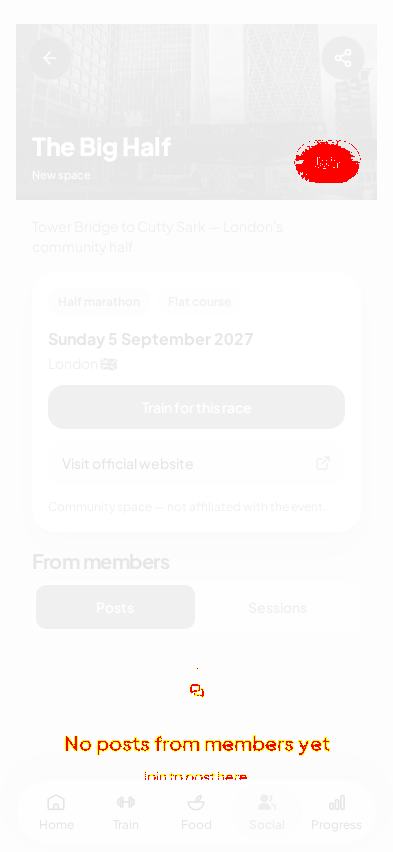 The Big Half
New space
Join
Tower Bridge to Cutty Sark — London's
community half
Half marathon
Flat course
Sunday 5 September 2027
London
Train for this race
Visit official website
Community space — not affiliated with the event.
From members
Posts
Sessions
No posts from members yet
Join to post here
Home
Train
Food
Social
Progress